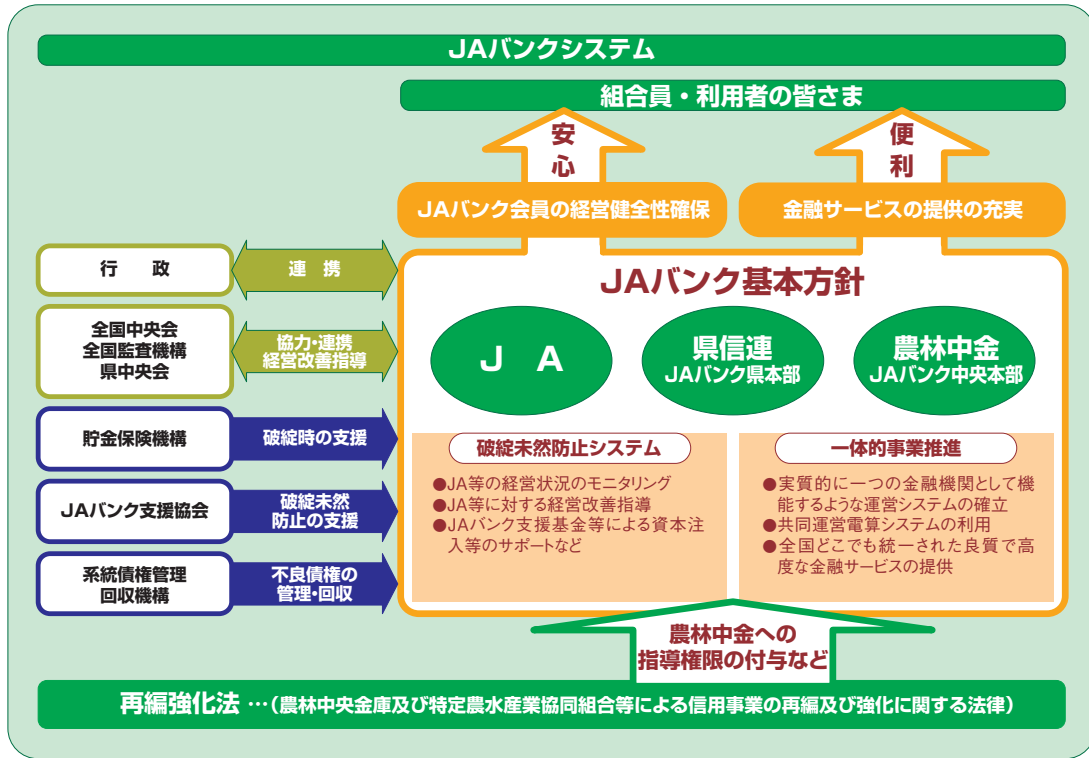 JAバンクシステム
組合員・利用者の皆さま
安心
便利
JAバンク会員の経営健全性確保
金融サービスの提供の充実
行　政
連　携
全国中央会
全国監査機構
県中央会
協力・連携
経営改善指導
貯金保険機構
破綻時の支援
JAバンク支援協会
破綻未然
防止の支援
系統債権管理
回収機構
不良債権の
管理・回収
JAバンク基本方針
J　A
県信連
JAバンク県本部
農林中金
JAバンク中央本部
破綻未然防止システム
●JA等の経営状況のモニタリング
●JA等に対する経営改善指導
●JAバンク支援基金等による資本注
入等のサポートなど
一体的事業推進
●実質的に一つの金融機関として機
能するような運営システムの確立
●共同運営電算システムの利用
●全国どこでも統一された良質で高
度な金融サービスの提供
農林中金への
指導権限の付与など
再編強化法 …（農林中央金庫及び特定農水産業協同組合等による信用事業の再編及び強化に関する法律）